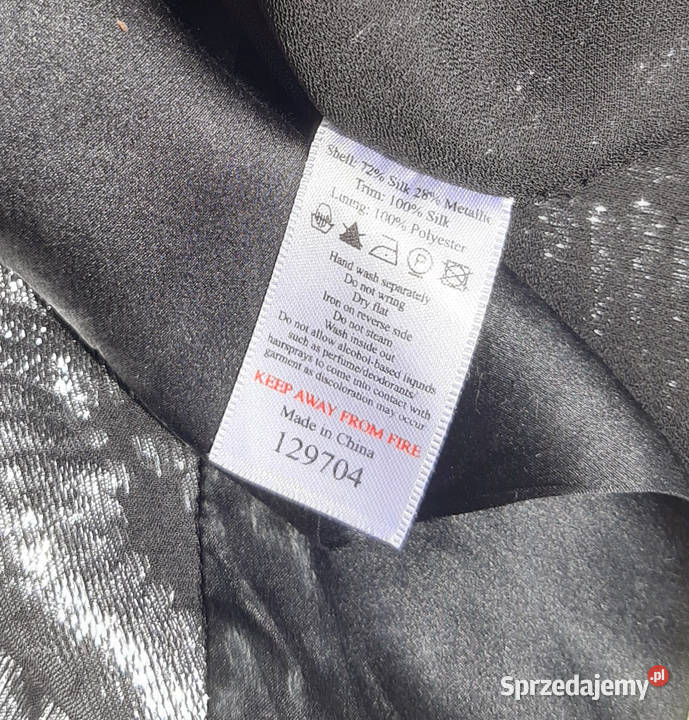 Shell: 72% Silk 28% Metallic
Trim: 100% Silk
Lining: 100% Polyester
Hand wash separately
Do not wring
Dry flat
Iron on reverse side
Do not steam
Wash inside out
Do not allow alcohol-based liquids
such as perfume/deodorants/
hairsprays to come into contact with
garment as discoloration may occur
KEEP AWAY FROM FIRE
Made in China
129704
Sprzedajemy.pl